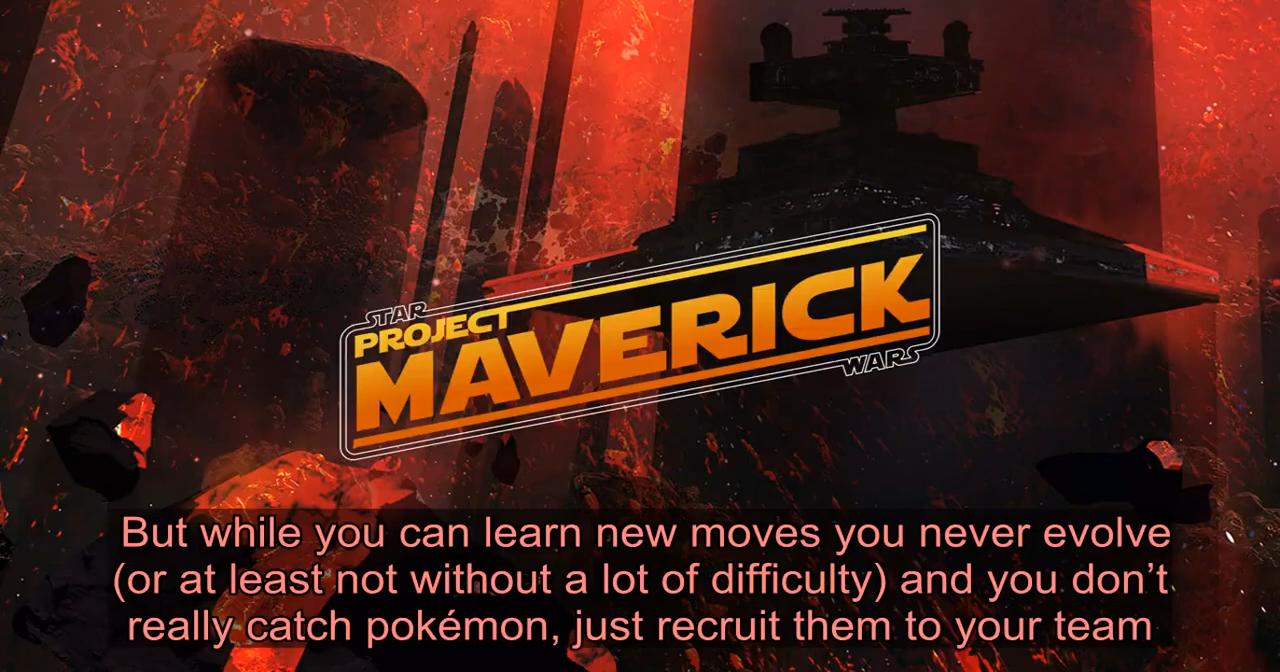 STAR
PROJECT
MAVERICK
WARS
But while you can learn new moves you never evolve
(or at least not without a lot of difficulty) and you don’t
really catch pokémon, just recruit them to your team